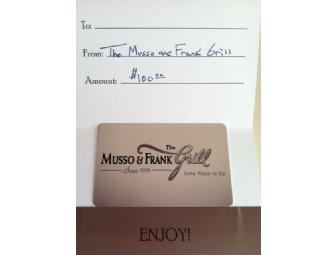 To:
From: The Musso and Frank Grill
Amount: $100.00
The
MUSSO & FRANK Grill
Since 1919
Some Place to Eat
ENJOY!